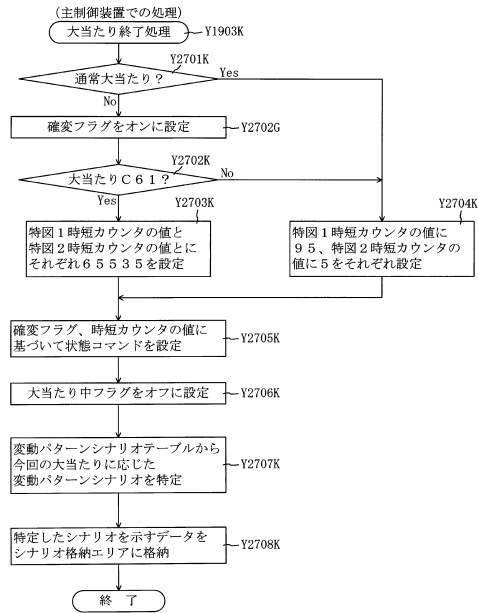 (主制御装置での処理)
大当たり終了処理
Y1903K
Y2701K
通常大当たり?
Yes
No
確変フラグをオンに設定
Y2702G
Y2702K
大当たりC61?
No
Yes
Y2703K
特図1時短カウンタの値と
特図2時短カウンタの値とに
それぞれ65535を設定
Y2704K
特図1時短カウンタの値に
95、特図2時短カウンタの
値に5をそれぞれ設定
確変フラグ、時短カウンタの値に
基づいて状態コマンドを設定
Y2705K
大当たり中フラグをオフに設定
Y2706K
変動パターンシナリオテーブルから
今回の大当たりに応じた
変動パターンシナリオを特定
Y2707K
特定したシナリオを示すデータを
シナリオ格納エリアに格納
Y2708K
終 了